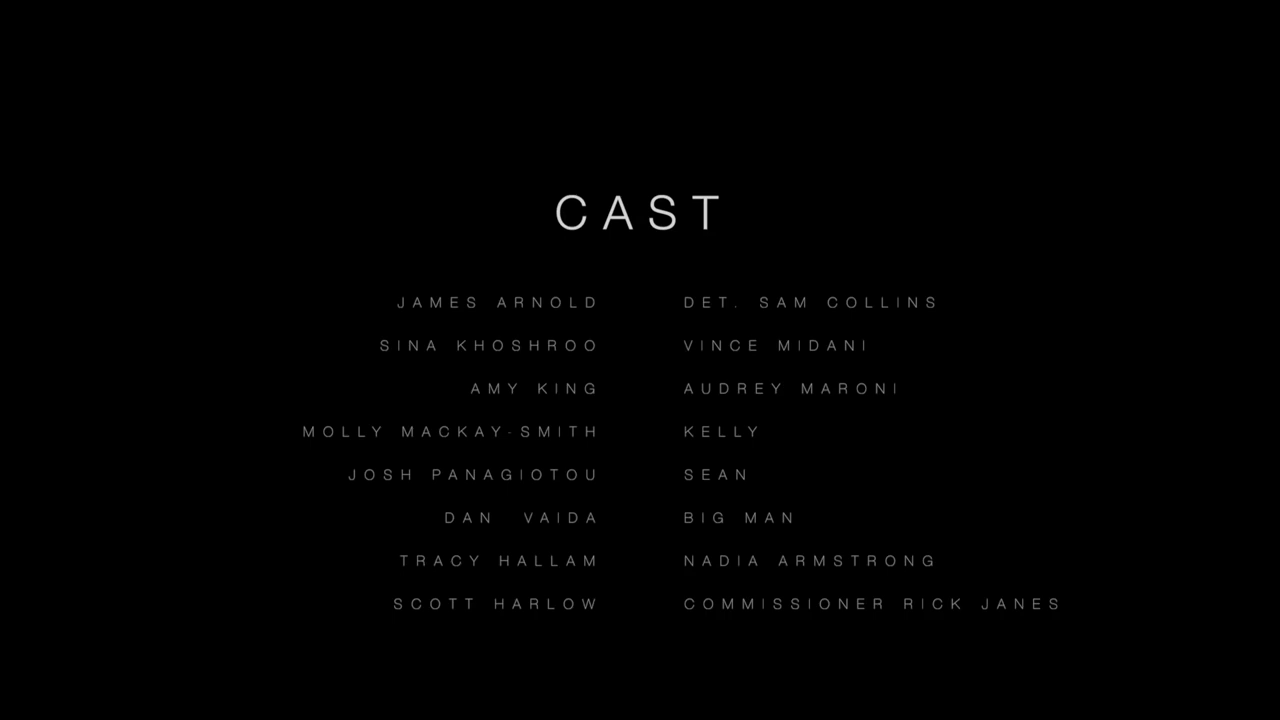 CAST
JAMES ARNOLD DET. SAM COLLINS
SINA KHOSHROO VINCE MIDANI
AMY KING AUDREY MARONI
MOLLY MACKAY-SMITH KELLY
JOSH PANAGIOTOU SEAN
DAN VAIDA BIG MAN
TRACY HALLAM NADIA ARMSTRONG
SCOTT HARLOW COMMISSIONER RICK JANES